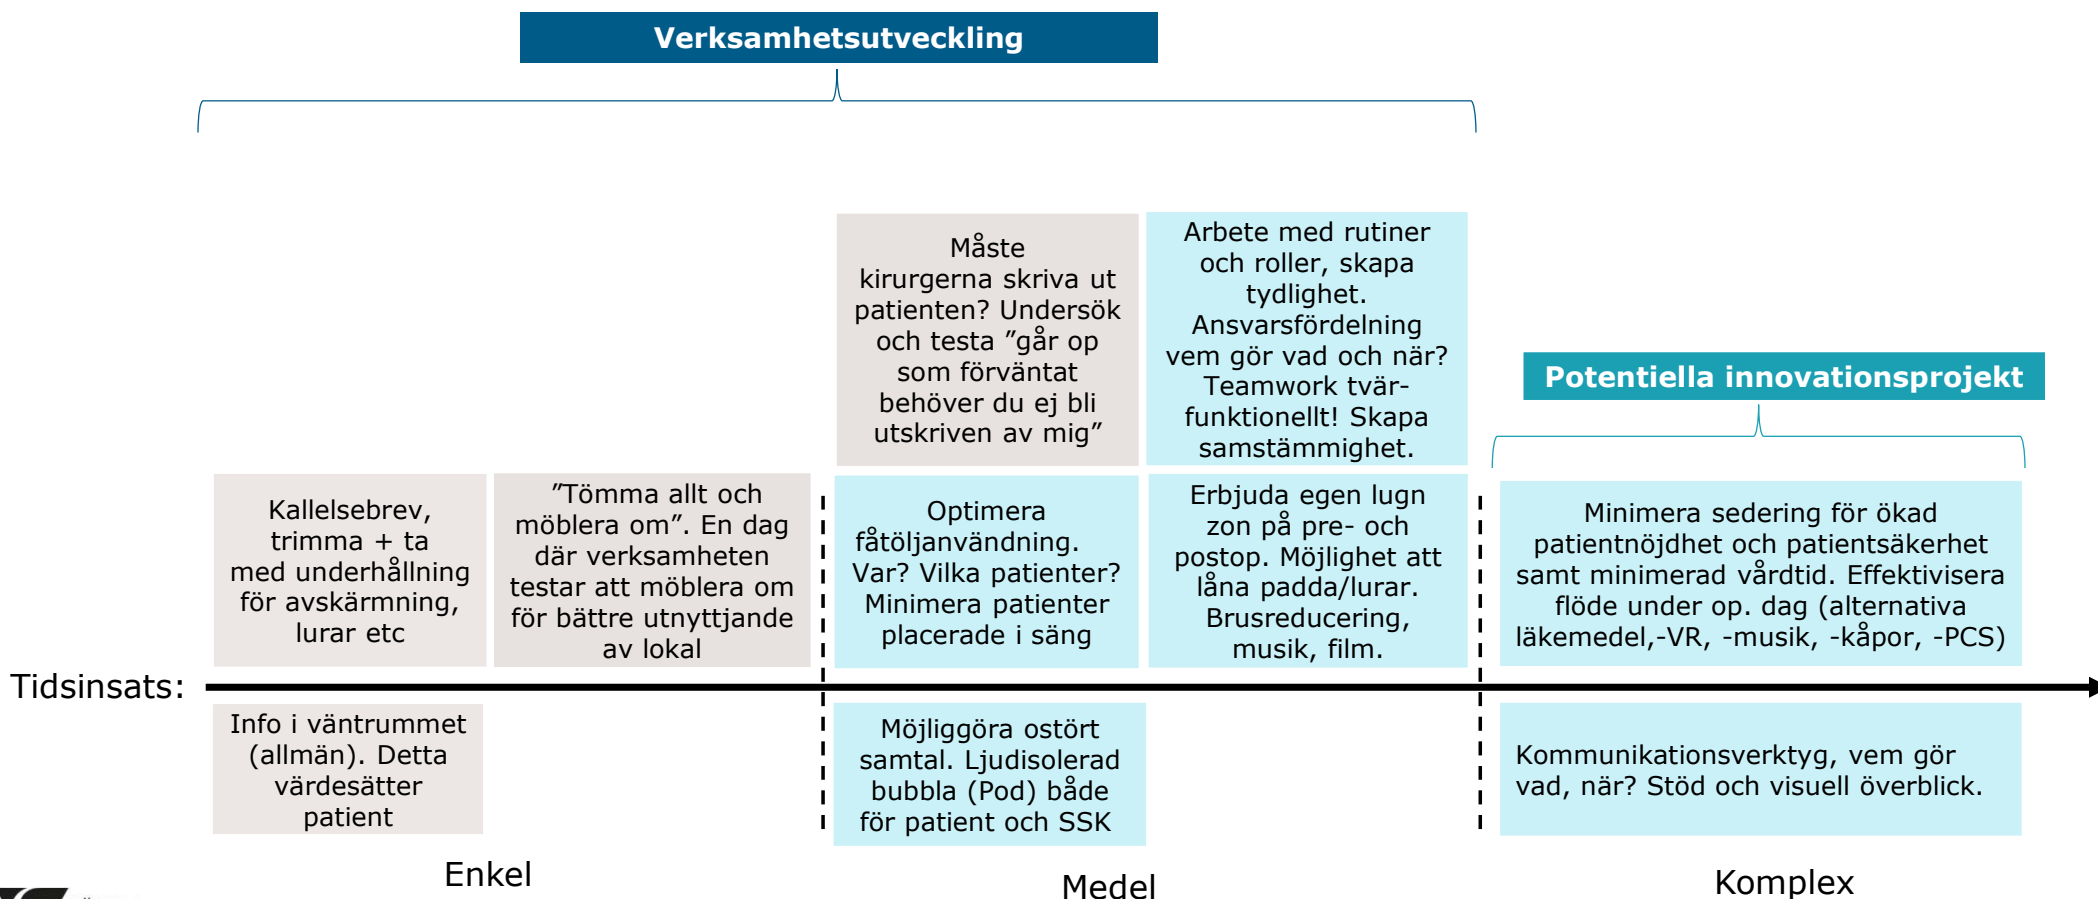 Verksamhetsutveckling
Måste
kirurgerna skriva ut
patienten? Undersök
och testa ”går op
som förväntat
behöver du ej bli
utskriven av mig”
Arbete med rutiner
och roller, skapa
tydlighet.
Ansvarsfördelning
vem gör vad och när?
Teamwork tvär-
funktionellt! Skapa
samstämmighet.
Potentiella innovationsprojekt
Kallelsebrev,
trimma + ta
med underhållning
för avskärmning,
lurar etc
”Tömma allt och
möblera om”. En dag
där verksamheten
testar att möblera om
för bättre utnyttjande
av lokal
Optimera
fåtöljanvändning.
Var? Vilka patienter?
Minimera patienter
placerade i säng
Erbjuda egen lugn
zon på pre- och
postop. Möjlighet att
låna padda/lurar.
Brusreducering,
musik, film.
Minimera sedering för ökad
patientnöjdhet och patientsäkerhet
samt minimerad vårdtid. Effektivisera
flöde under op. dag (alternativa
läkemedel,-VR, -musik, -kåpor, -PCS)
Tidsinsats:
Info i väntrummet
(allmän). Detta
värdesätter
patient
Möjliggöra ostört
samtal. Ljudisolerad
bubbla (Pod) både
för patient och SSK
Kommunikationsverktyg, vem gör
vad, när? Stöd och visuell överblick.
Enkel
Medel
Komplex